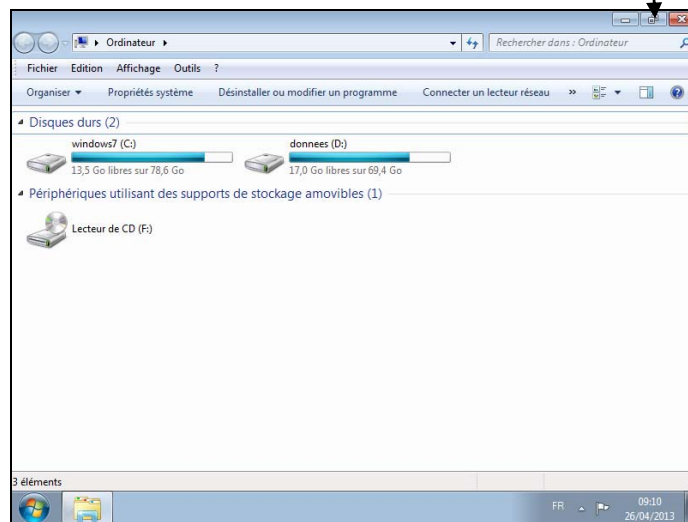 Ordinateur
Rechercher dans : Ordinateur
Fichier Edition Affichage Outils ?
Organiser Propriétés système Désinstaller ou modifier un programme Connecter un lecteur réseau »
Disques durs (2)
windows7 (C:)
13,5 Go libres sur 78,6 Go
donnees (D:)
17,0 Go libres sur 69,4 Go
Périphériques utilisant des supports de stockage amovibles (1)
Lecteur de CD (F:)
3 éléments
FR
09:10
26/04/2013